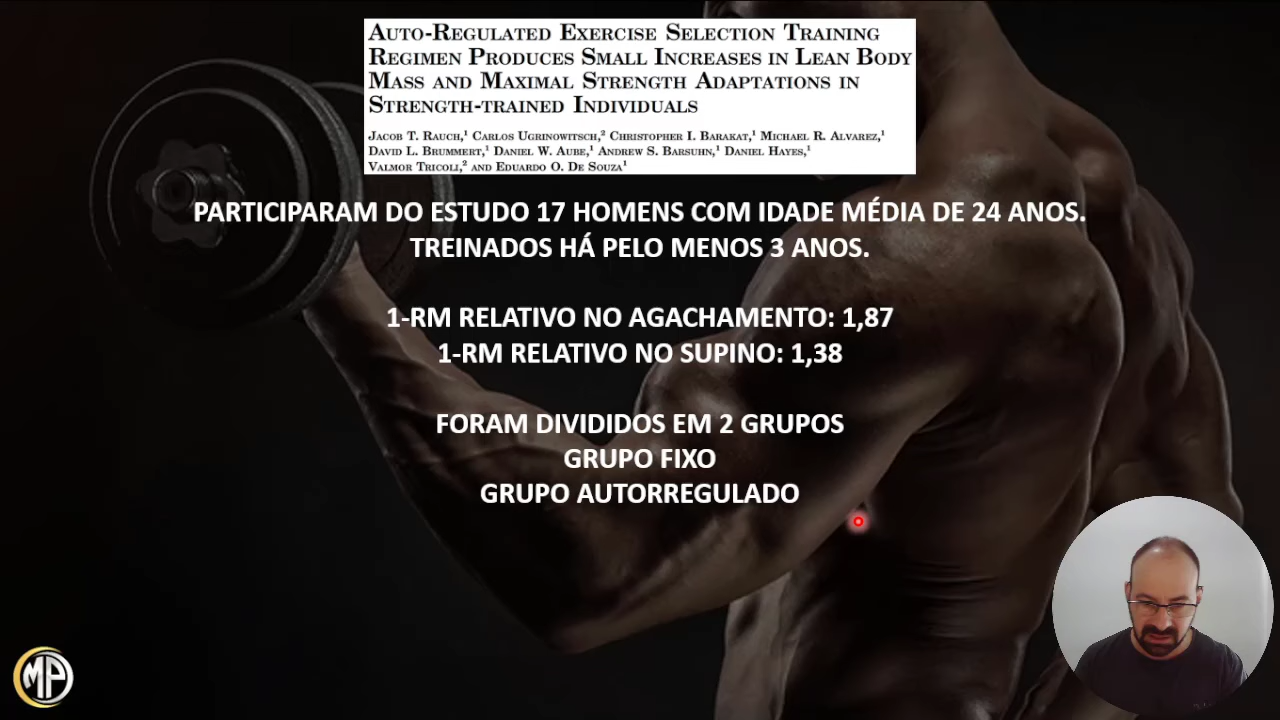 Auto-Regulated Exercise Selection Training
Regimen Produces Small Increases in Lean Body
Mass and Maximal Strength Adaptations in
Strength-trained Individuals
Jacob T. Rauch,¹ Carlos Ugrinowitsch,² Christopher I. Barakat,¹ Michael R. Alvarez,¹
David L. Brummert,¹ Daniel W. Aube,¹ Andrew S. Barsuhn,¹ Daniel Hayes,¹
Valmor Tricoli,² and Eduardo O. De Souza¹
PARTICIPARAM DO ESTUDO 17 HOMENS COM IDADE MÉDIA DE 24 ANOS.
TREINADOS HÁ PELO MENOS 3 ANOS.
1-RM RELATIVO NO AGACHAMENTO: 1,87
1-RM RELATIVO NO SUPINO: 1,38
FORAM DIVIDIDOS EM 2 GRUPOS
GRUPO FIXO
GRUPO AUTORREGULADO
MP